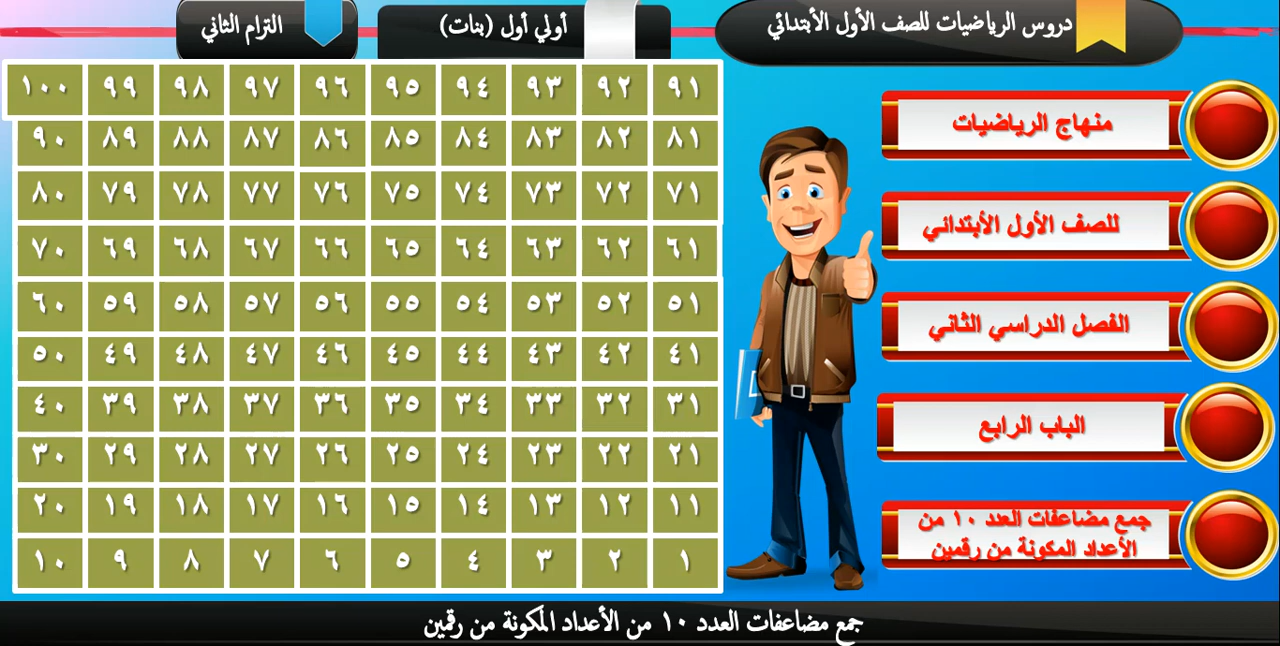 دروس الرياضيات للصف الأول الأبتدائي
أولي أول (بنات)
الترام الثاني
منهاج الرياضيات
للصف الأول الأبتدائي
الفصل الدراسي الثاني
الباب الرابع
جمع مضاعفات العدد ١٠ من
الأعداد المكونة من رقمين
٩١ ٩٢ ٩٣ ٩٤ ٩٥ ٩٦ ٩٧ ٩٨ ٩٩ ١٠٠
٨١ ٨٢ ٨٣ ٨٤ ٨٥ ٨٦ ٨٧ ٨٨ ٨٩ ٩٠
٧١ ٧٢ ٧٣ ٧٤ ٧٥ ٧٦ ٧٧ ٧٨ ٧٩ ٨٠
٦١ ٦٢ ٦٣ ٦٤ ٦٥ ٦٦ ٦٧ ٦٨ ٦٩ ٧٠
٥١ ٥٢ ٥٣ ٥٤ ٥٥ ٥٦ ٥٧ ٥٨ ٥٩ ٦٠
٤١ ٤٢ ٤٣ ٤٤ ٤٥ ٤٦ ٤٧ ٤٨ ٤٩ ٥٠
٣١ ٣٢ ٣٣ ٣٤ ٣٥ ٣٦ ٣٧ ٣٨ ٣٩ ٤٠
٢١ ٢٢ ٢٣ ٢٤ ٢٥ ٢٦ ٢٧ ٢٨ ٢٩ ٣٠
١١ ١٢ ١٣ ١٤ ١٥ ١٦ ١٧ ١٨ ١٩ ٢٠
١ ٢ ٣ ٤ ٥ ٦ ٧ ٨ ٩ ١٠
جمع مضاعفات العدد ١٠ من الأعداد المكونة من رقمين